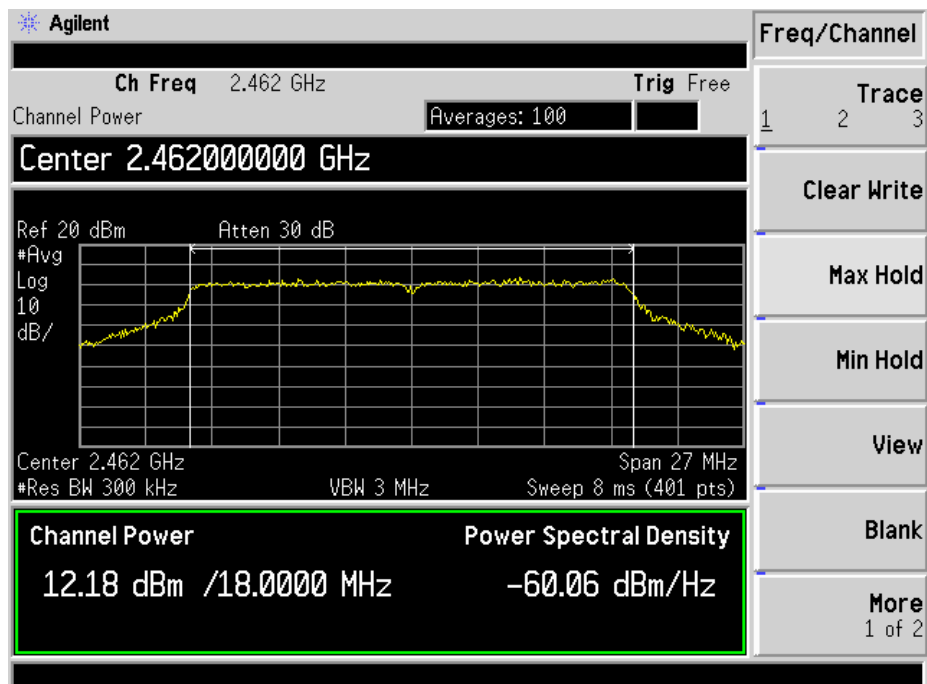 Agilent
Freq/Channel
Ch Freq 2.462 GHz Trig Free
Channel Power Averages: 100
Center 2.462000000 GHz
Ref 20 dBm Atten 30 dB
#Avg
Log
10
dB/
Center 2.462 GHz Span 27 MHz
#Res BW 300 kHz VBW 3 MHz Sweep 8 ms (401 pts)
Channel Power Power Spectral Density
12.18 dBm /18.0000 MHz -60.06 dBm/Hz
Trace
1 2 3
Clear Write
Max Hold
Min Hold
View
Blank
More
1 of 2